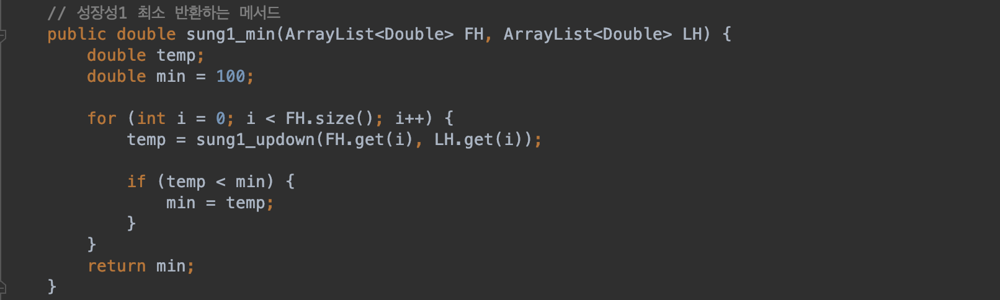 // 성장성1 최소 반환하는 메서드
public double sung1_min(ArrayList<Double> FH, ArrayList<Double> LH) {
double temp;
double min = 100;
for (int i = 0; i < FH.size(); i++) {
temp = sung1_updown(FH.get(i), LH.get(i));
if (temp < min) {
min = temp;
}
}
return min;
}